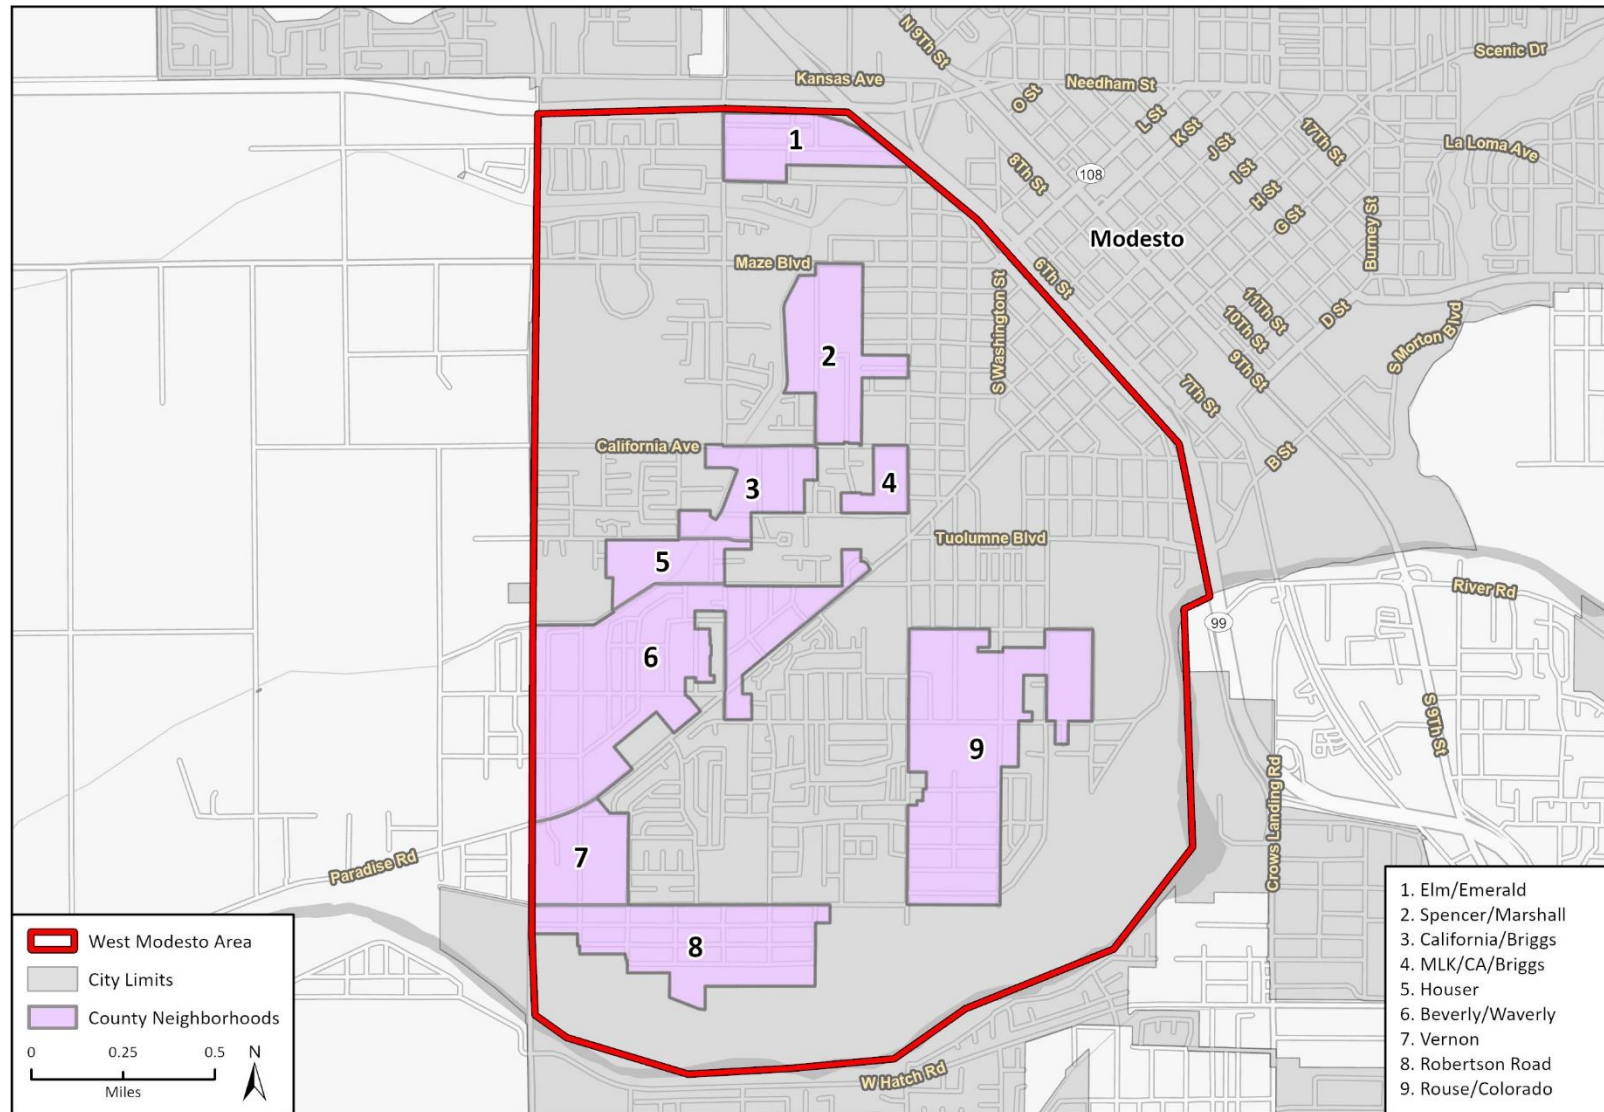 N 9Th St
Scenic Dr
Kansas Ave
Needham St
O St
L St
K St
J St
17Th St
I St
H St
G St
La Loma Ave
8Th St
108
Burney St
Modesto
1
Maze Blvd
6Th St
S Washington St
11Th St
10Th St
9Th St
D St
S Morton Blvd
2
7Th St
California Ave
B St
3
4
Tuolumne Blvd
5
River Rd
99
6
S 9Th St
9
Crows Landing Rd
Paradise Rd
7
8
W Hatch Rd
West Modesto Area
City Limits
County Neighborhoods
0 0.25 0.5
Miles
N
1. Elm/Emerald
2. Spencer/Marshall
3. California/Briggs
4. MLK/CA/Briggs
5. Houser
6. Beverly/Waverly
7. Vernon
8. Robertson Road
9. Rouse/Colorado